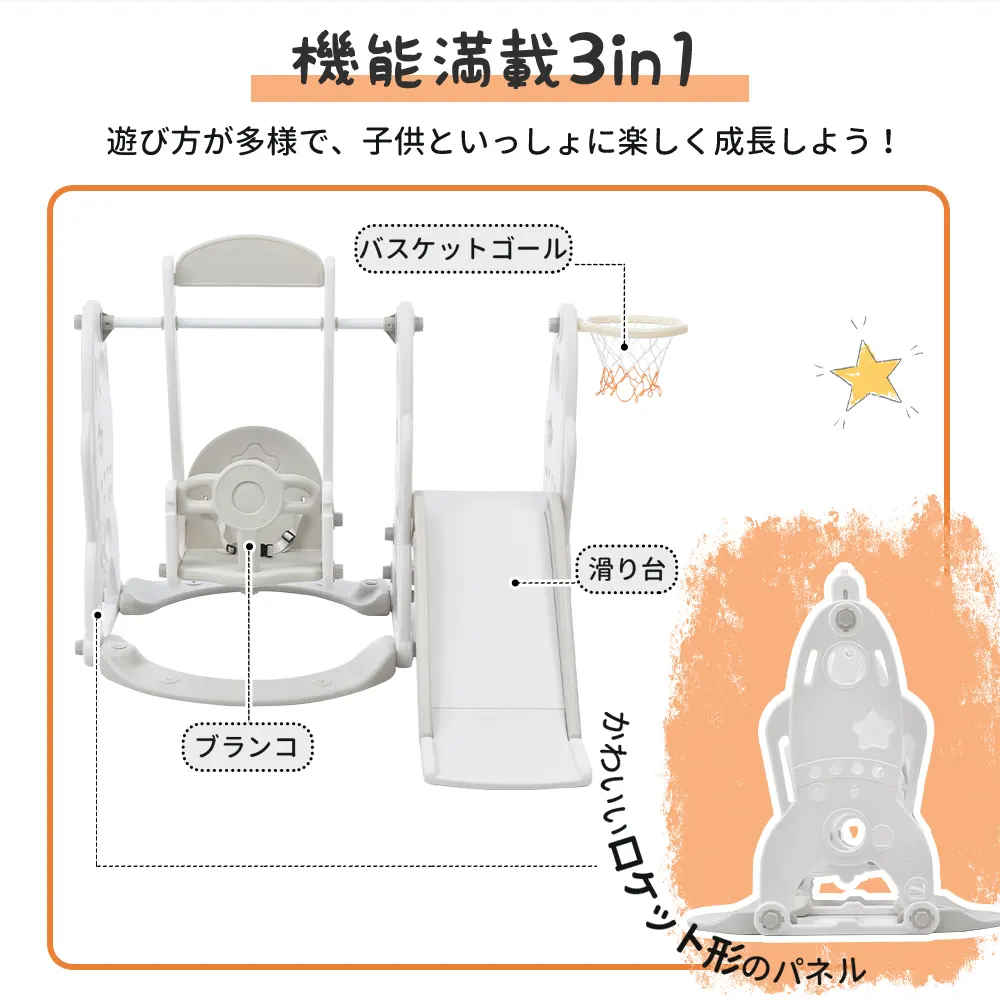 機能満載3in1
遊び方が多様で、子供といっしょに楽しく成長しよう！
バスケットゴール
滑り台
ブランコ
かわいいロケット形のパネル